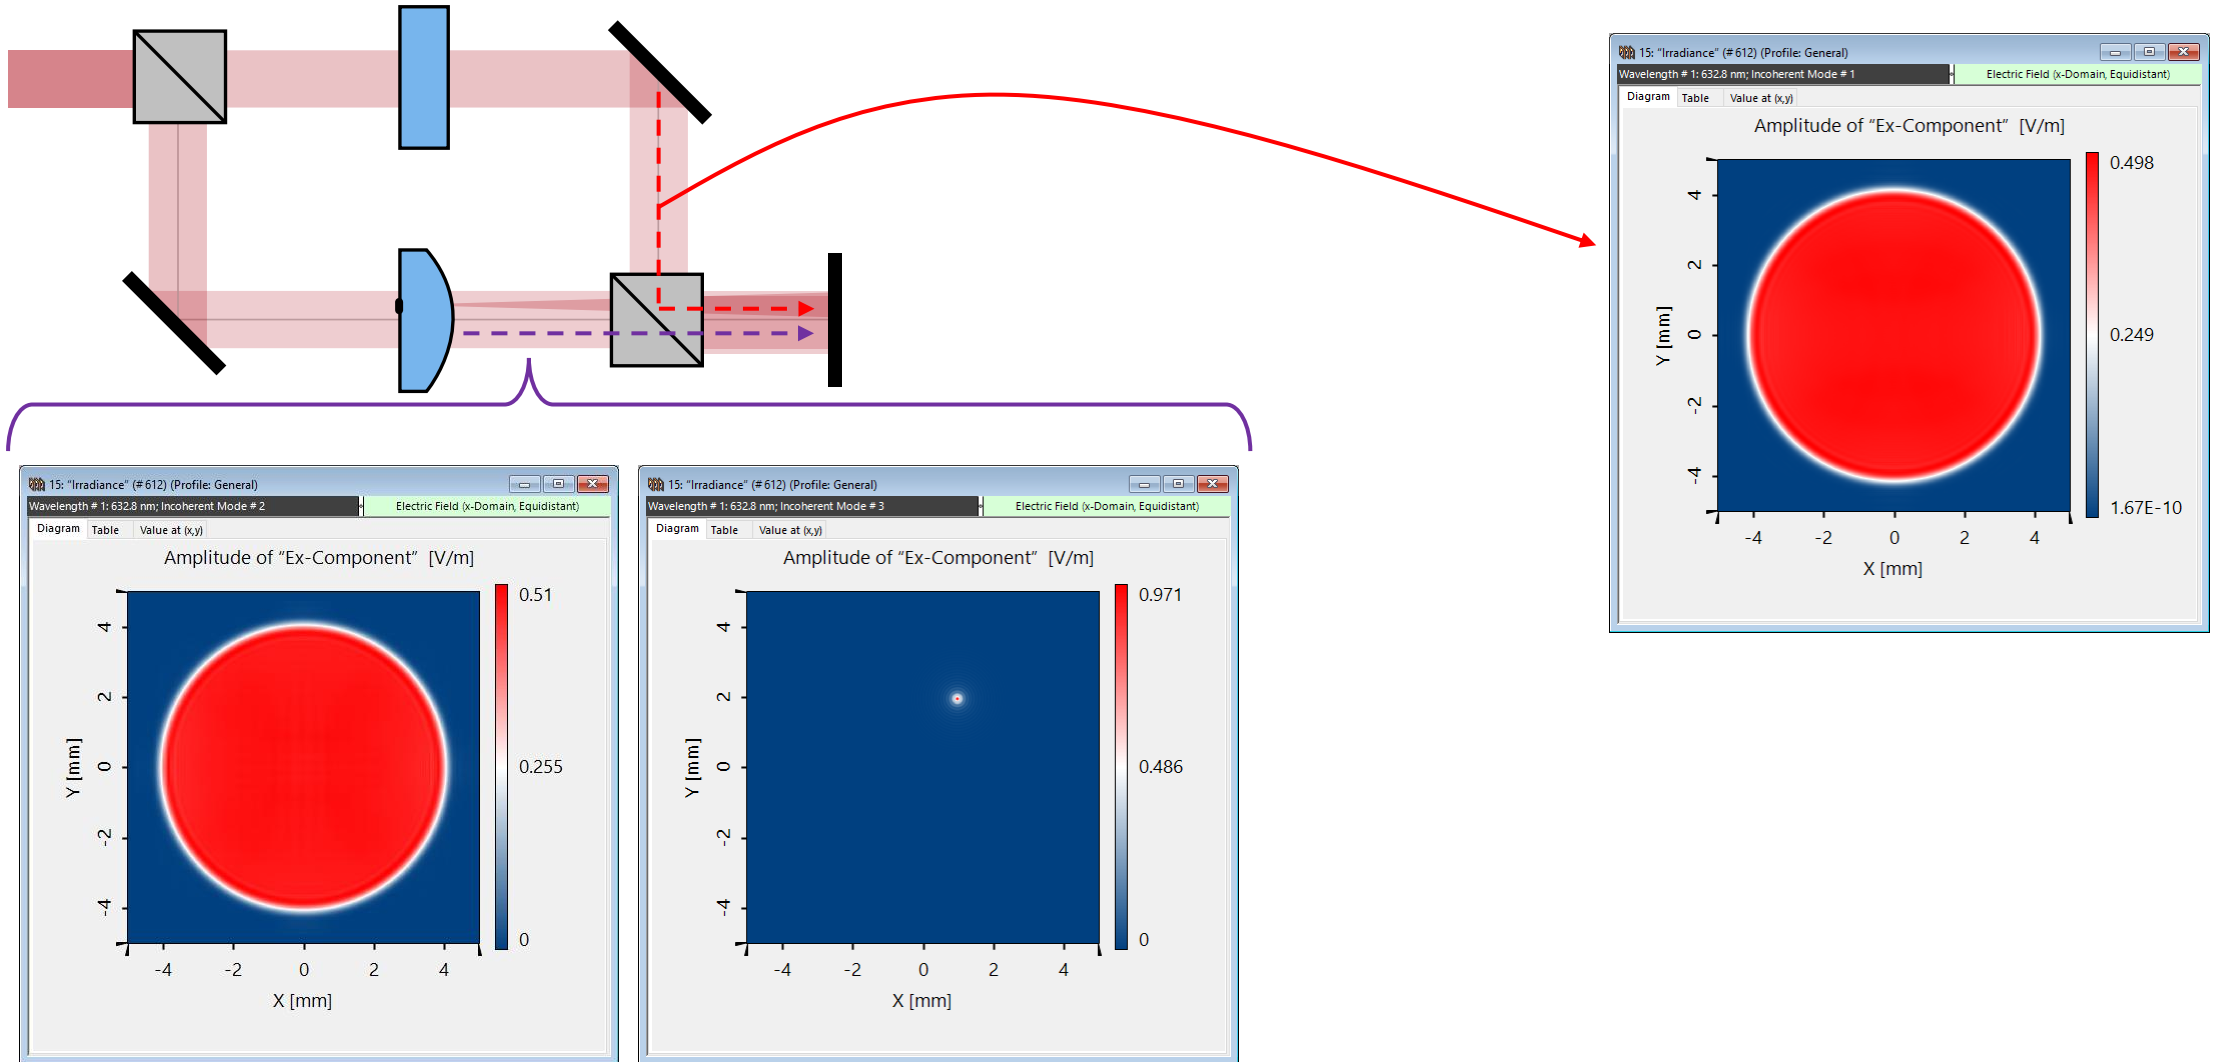 15: "Irradiance" (#612) (Profile: General)
Wavelength # 1: 632.8 nm; Incoherent Mode # 1
Electric Field (x-Domain, Equidistant)
Diagram Table Value at (x,y)
Amplitude of "Ex-Component" [V/m]
0.498
0.249
1.67E-10
4
2
0
-2
-4
Y [mm]
-4 -2 0 2 4
X [mm]
15: "Irradiance" (#612) (Profile: General)
Wavelength # 1: 632.8 nm; Incoherent Mode # 2
Electric Field (x-Domain, Equidistant)
Diagram Table Value at (x,y)
Amplitude of "Ex-Component" [V/m]
0.51
0.255
0
4
2
0
-2
-4
Y [mm]
-4 -2 0 2 4
X [mm]
15: "Irradiance" (#612) (Profile: General)
Wavelength # 1: 632.8 nm; Incoherent Mode # 3
Electric Field (x-Domain, Equidistant)
Diagram Table Value at (x,y)
Amplitude of "Ex-Component" [V/m]
0.971
0.486
0
4
2
0
-2
-4
Y [mm]
-4 -2 0 2 4
X [mm]